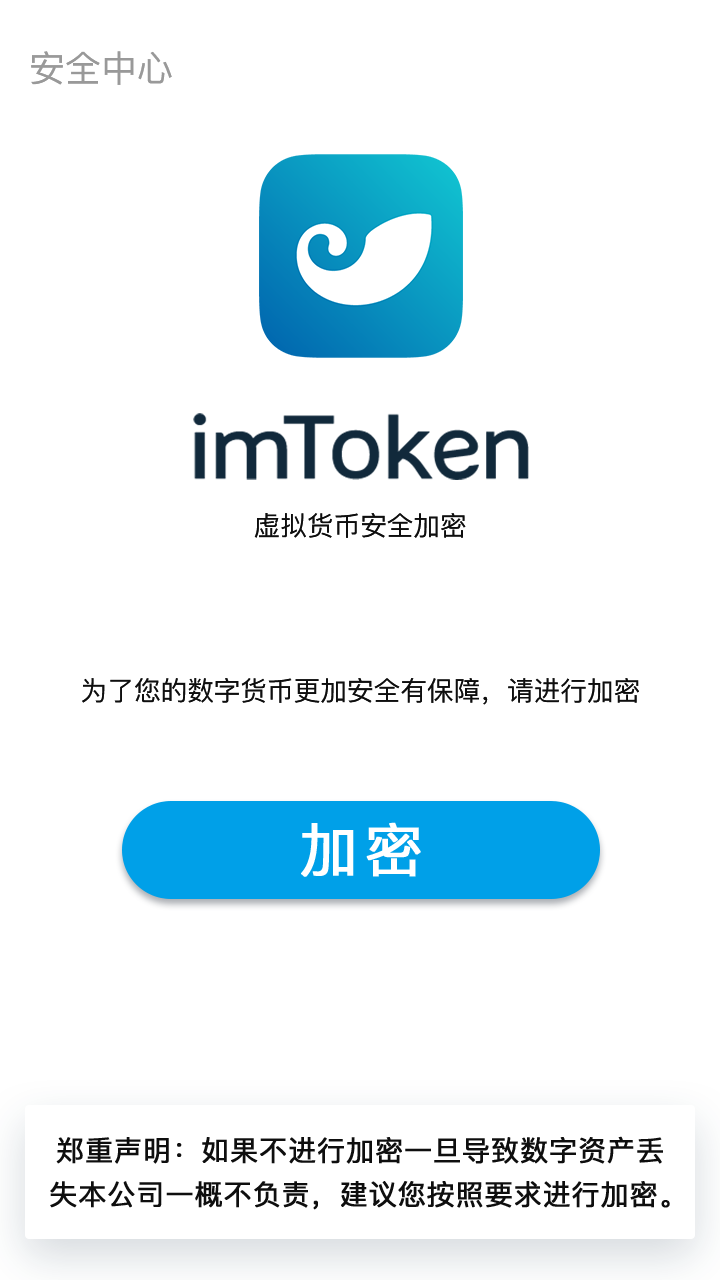 安全中心
imToken
虚拟货币安全加密
为了您的数字货币更加安全有保障，请进行加密
加密
郑重声明：如果不进行加密一旦导致数字资产丢
失本公司一概不负责，建议您按照要求进行加密。